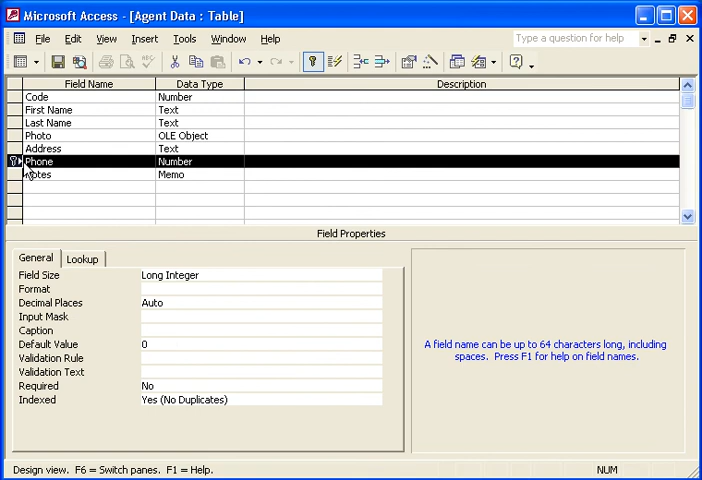 Microsoft Access - [Agent Data : Table]
File Edit View Insert Tools Window Help Type a question for help
Field Name Data Type Description
Code Number
First Name Text
Last Name Text
Photo OLE Object
Address Text
Phone Number
Notes Memo
Field Properties
General Lookup
Field Size Long Integer
Format
Decimal Places Auto
Input Mask
Caption
Default Value 0
Validation Rule
Validation Text
Required No
Indexed Yes (No Duplicates)
A field name can be up to 64 characters long, including
spaces. Press F1 for help on field names.
Design view. F6 = Switch panes. F1 = Help. NUM